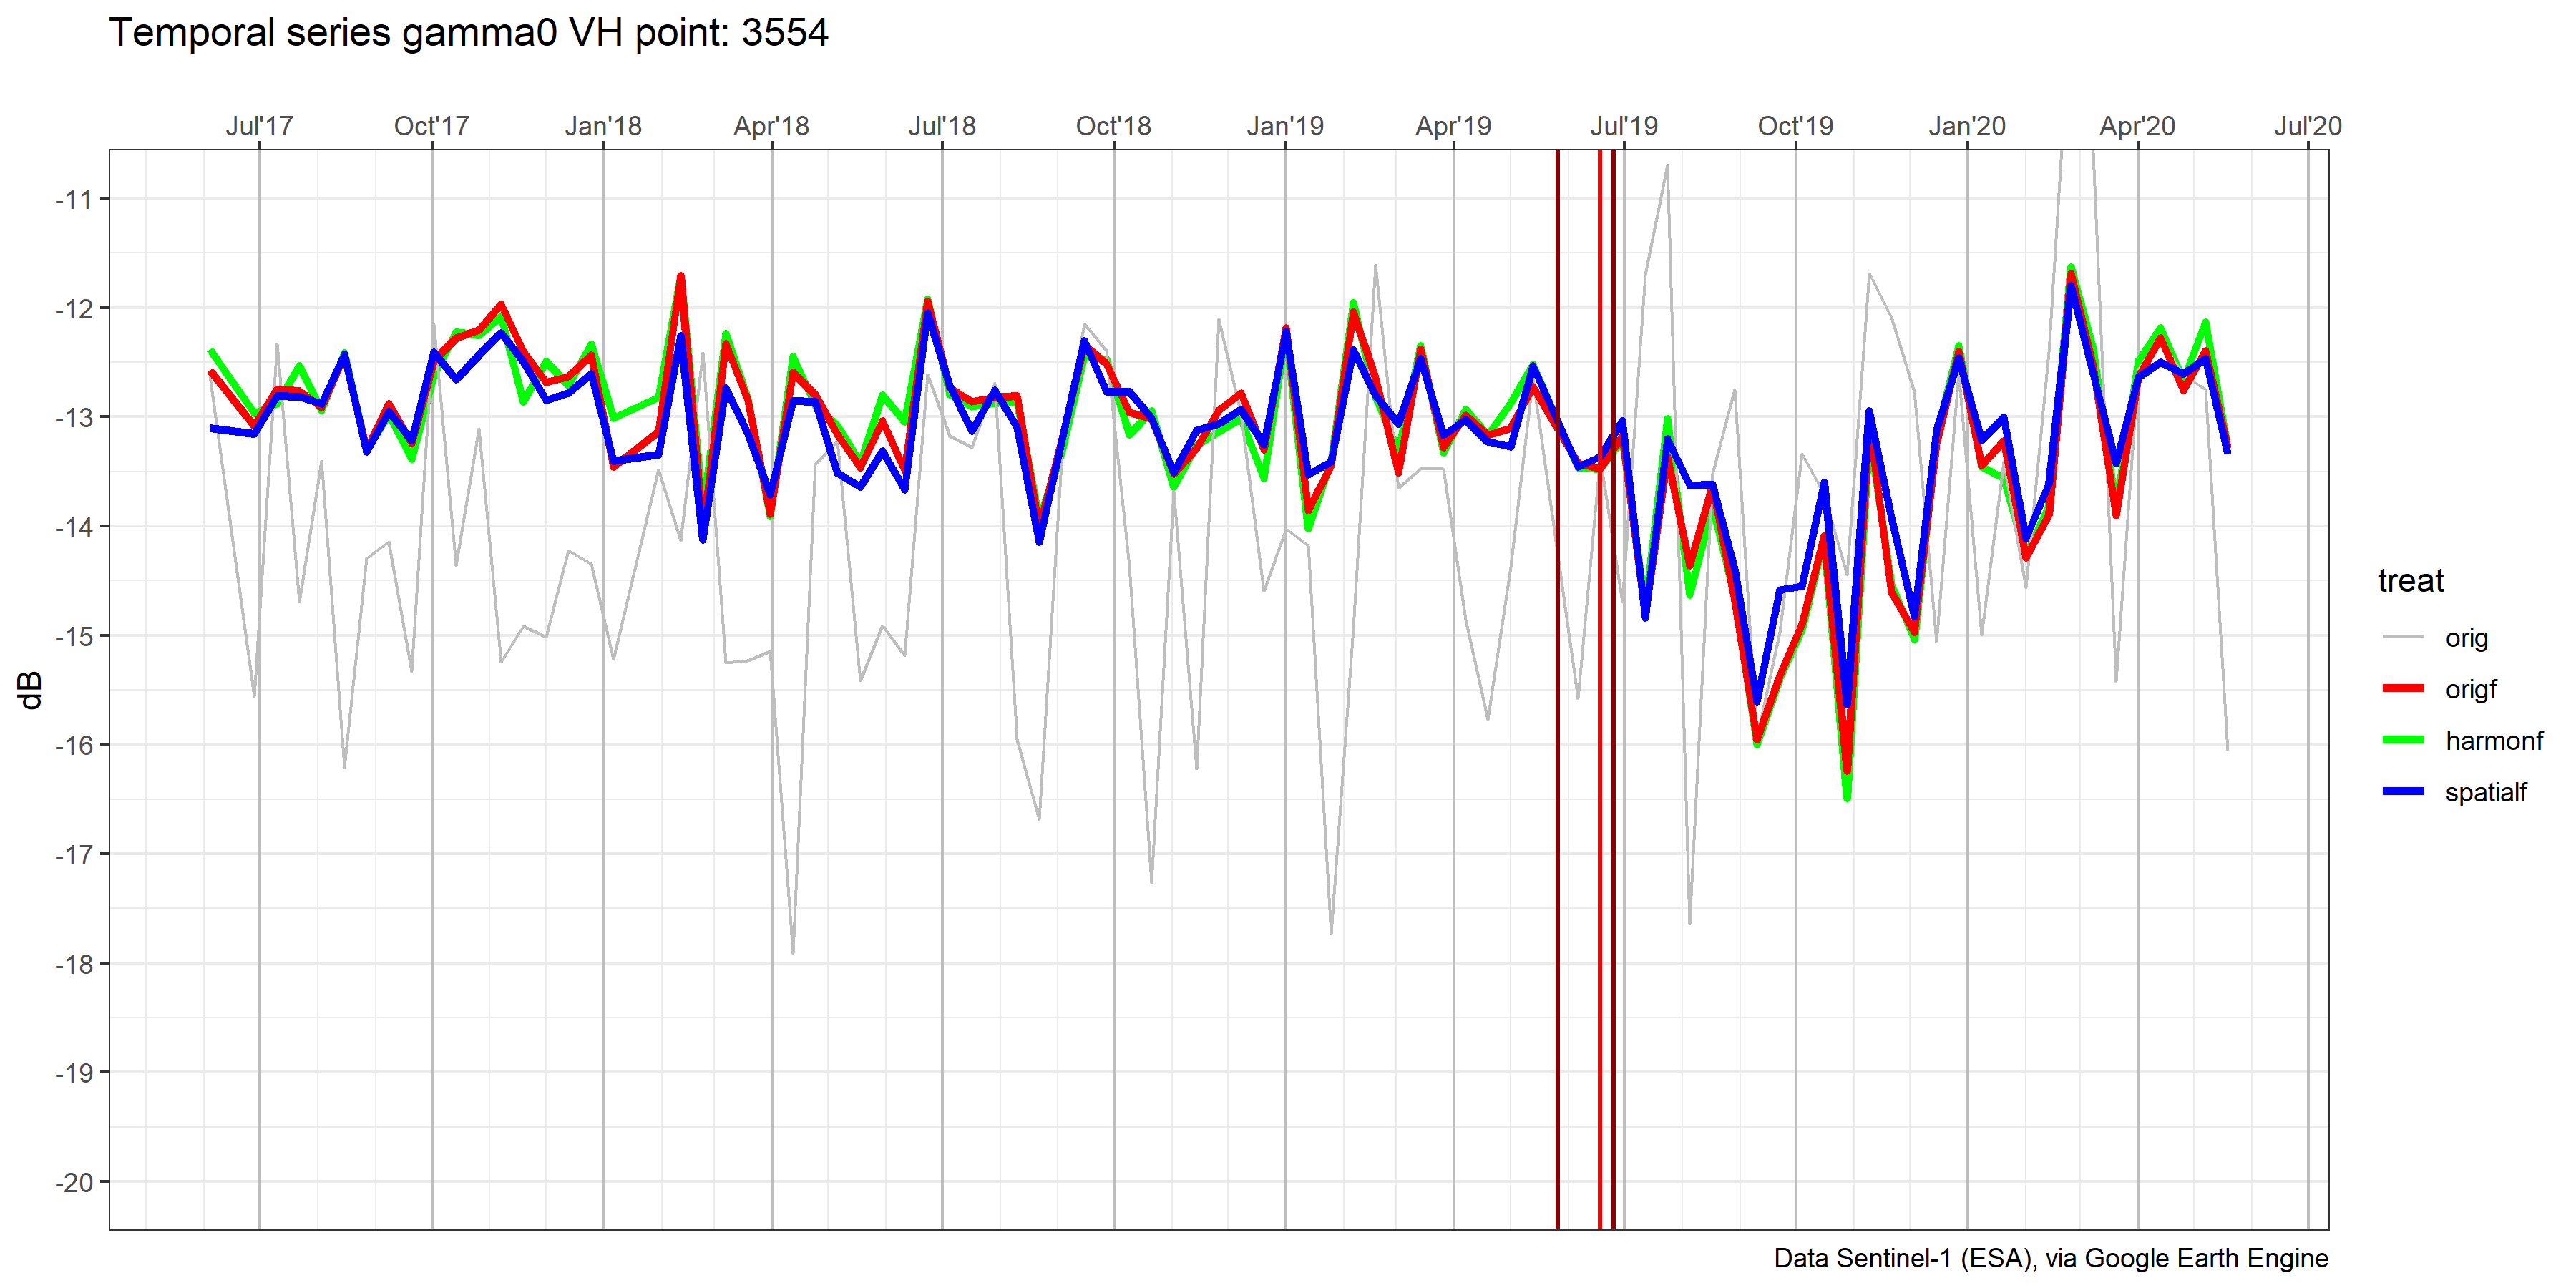 Temporal series gamma0 VH point: 3554
Jul'17 Oct'17 Jan'18 Apr'18 Jul'18 Oct'18 Jan'19 Apr'19 Jul'19 Oct'19 Jan'20 Apr'20 Jul'20
-11
-12
-13
-14
-15
-16
-17
-18
-19
-20
dB
treat
orig
origf
harmonf
spatialf
Data Sentinel-1 (ESA), via Google Earth Engine